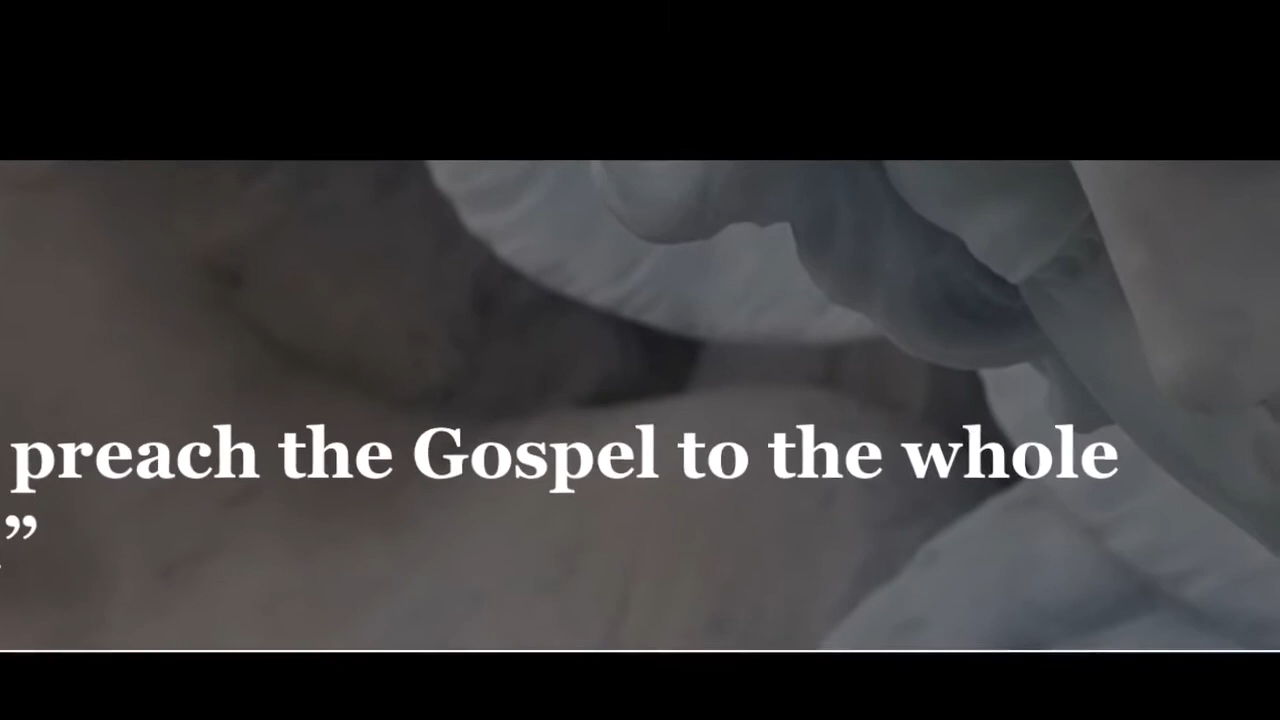 preach the Gospel to the whole
.”